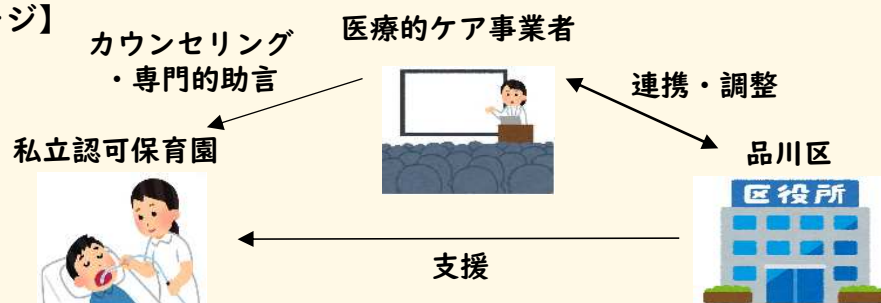 ジ】
カウンセリング
・専門的助言
医療的ケア事業者
連携・調整
私立認可保育園
品川区
区役所
支援